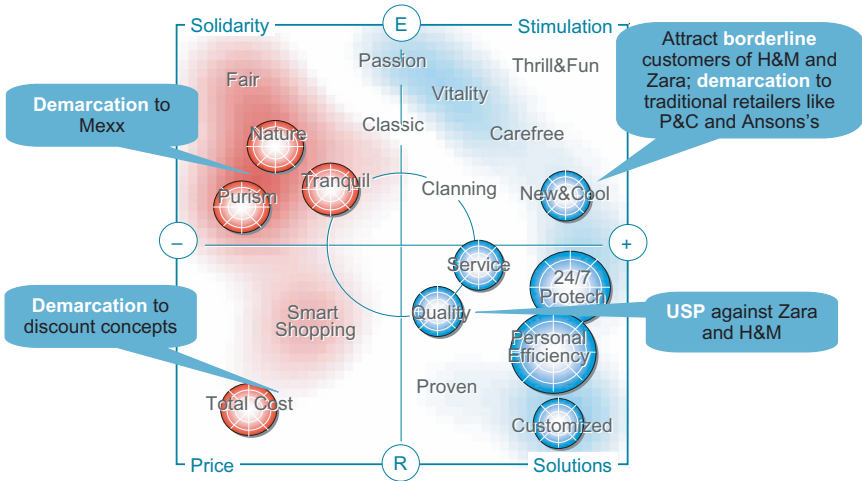 Solidarity
E
Stimulation
Attract borderline
customers of H&M and
Zara; demarcation to
traditional retailers like
P&C and Ansons's
Passion
Thrill&Fun
Fair
Vitality
Demarcation to
Mexx
Classic
Nature
Carefree
Tranquil
Clanning
Purism
New&Cool
–
+
Service
24/7
Protech
Demarcation to
discount concepts
Smart
Shopping
Quality
USP against Zara
and H&M
Personal
Efficiency
Proven
Total Cost
Customized
Price
R
Solutions